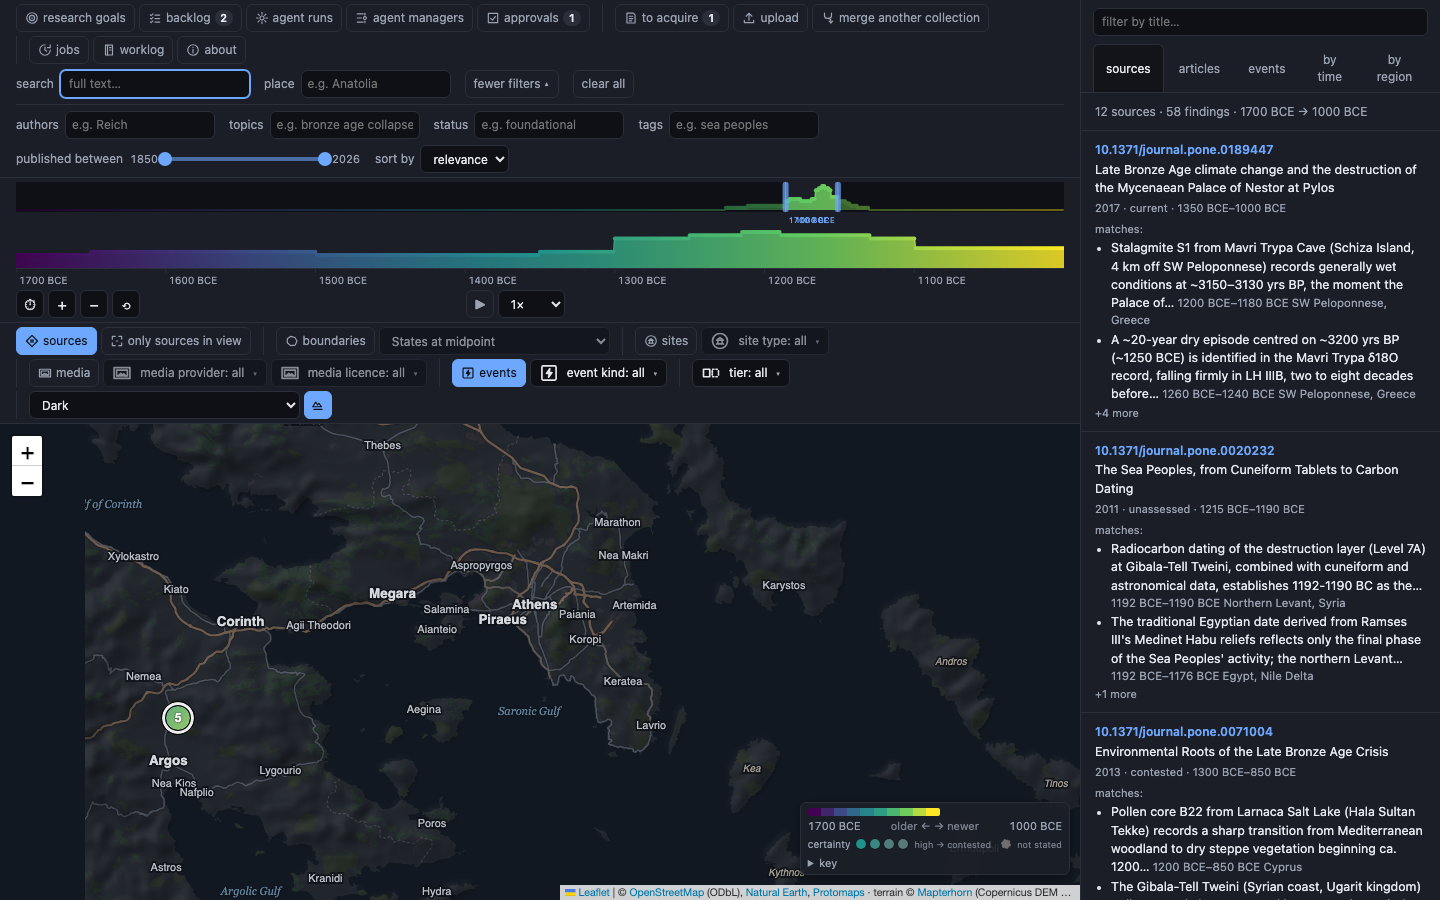 research goals
backlog 2
agent runs
agent managers
approvals 1
to acquire 1
upload
merge another collection
jobs
worklog
about
search full text...
place e.g. Anatolia
fewer filters
clear all
authors e.g. Reich
topics e.g. bronze age collapse
status e.g. foundational
tags e.g. sea peoples
published between 1850 2026
sort by relevance
1700 BCE 1600 BCE 1500 BCE 1400 BCE 1300 BCE 1200 BCE 1100 BCE
1×
sources
only sources in view
boundaries
States at midpoint
sites
site type: all
media
media provider: all
media licence: all
events
event kind: all
tier: all
Dark
+
−
Thebes
f of Corinth
Marathon
Xylokastro
Nea Makri
Aspropyrgos
Kiato
Karystos
Megara
Salamina
Athens
Artemida
Piraeus
Paiania
Corinth
Agii Theodori
Aianteio
Koropi
Andros
Nemea
Keratea
Aegina
Saronic Gulf
5
Lavrio
Argos
Lygourio
Kea
Nea Kios
Nafplio
Tinos
Poros
Astros
Kranidi
Argolic Gulf
Hydra
Kythnos
1700 BCE older ← → newer 1000 BCE
certainty high → contested not stated
key
Leaflet | © OpenStreetMap (ODbL), Natural Earth, Protomaps · terrain © Mapterhorn (Copernicus DEM ...
filter by title...
sources
articles
events
by time
by region
12 sources · 58 findings · 1700 BCE → 1000 BCE
10.1371/journal.pone.0189447
Late Bronze Age climate change and the destruction of
the Mycenaean Palace of Nestor at Pylos
2017 · current · 1350 BCE–1000 BCE
matches:
• Stalagmite S1 from Mavri Trypa Cave (Schiza Island,
4 km off SW Peloponnese) records generally wet
conditions at ~3150–3130 yrs BP, the moment the
Palace of... 1200 BCE–1180 BCE SW Peloponnese,
Greece
• A ~20-year dry episode centred on ~3200 yrs BP
(~1250 BCE) is identified in the Mavri Trypa δ18O
record, falling firmly in LH IIIB, two to eight decades
before... 1260 BCE–1240 BCE SW Peloponnese, Greece
+4 more
10.1371/journal.pone.0020232
The Sea Peoples, from Cuneiform Tablets to Carbon
Dating
2011 · unassessed · 1215 BCE–1190 BCE
matches:
• Radiocarbon dating of the destruction layer (Level 7A)
at Gibala-Tell Tweini, combined with cuneiform and
astronomical data, establishes 1192-1190 BC as the...
1192 BCE–1190 BCE Northern Levant, Syria
• The traditional Egyptian date derived from Ramses
III's Medinet Habu reliefs reflects only the final phase
of the Sea Peoples' activity; the northern Levant...
1192 BCE–1176 BCE Egypt, Nile Delta
+1 more
10.1371/journal.pone.0071004
Environmental Roots of the Late Bronze Age Crisis
2013 · contested · 1300 BCE–850 BCE
matches:
• Pollen core B22 from Larnaca Salt Lake (Hala Sultan
Tekke) records a sharp transition from Mediterranean
woodland to dry steppe vegetation beginning ca.
1200... 1200 BCE–850 BCE Cyprus
• The Gibala-Tell Tweini (Syrian coast, Ugarit kingdom)